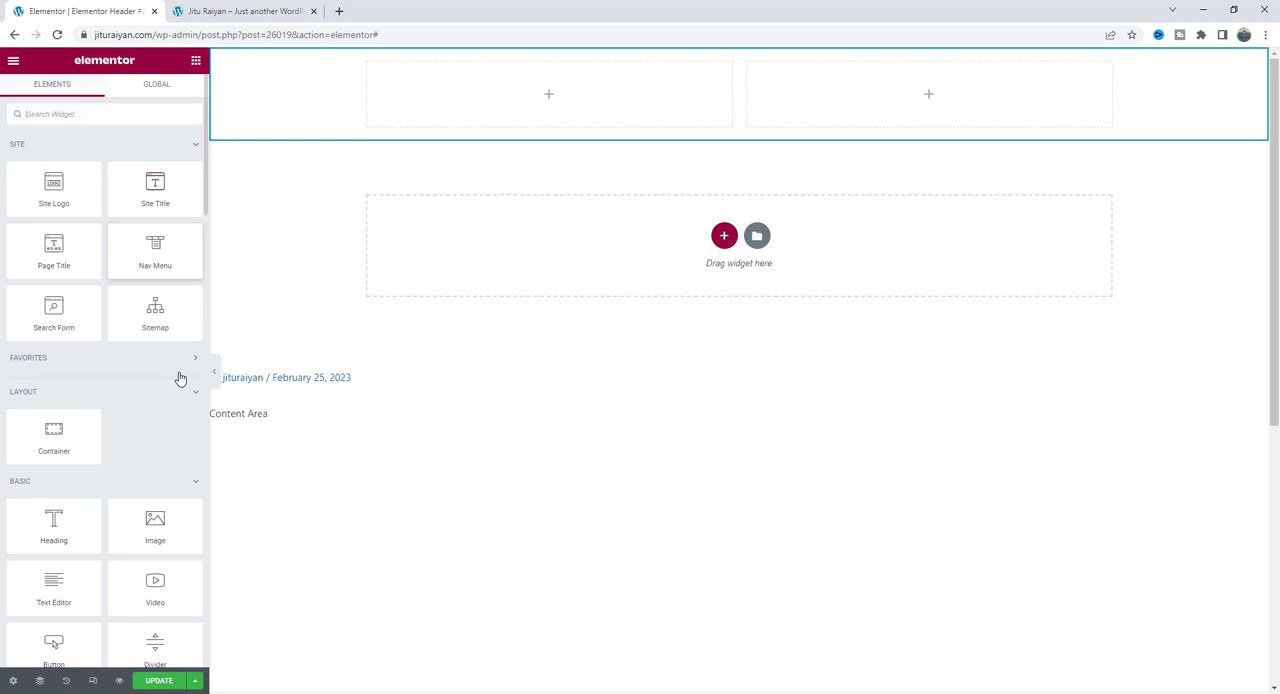 Elementor | Elementor Header #
Jitu Raiyan – Just another WordP
jituraiyan.com/wp-admin/post.php?post=26019&action=elementor#
elementor
ELEMENTS
GLOBAL
Search Widget...
SITE
LOGO
Site Logo
Site Title
Page Title
Nav Menu
Search Form
Sitemap
FAVORITES
LAYOUT
Container
BASIC
Heading
Image
Text Editor
Video
Button
Divider
UPDATE
Drag widget here
jituraiyan / February 25, 2023
Content Area